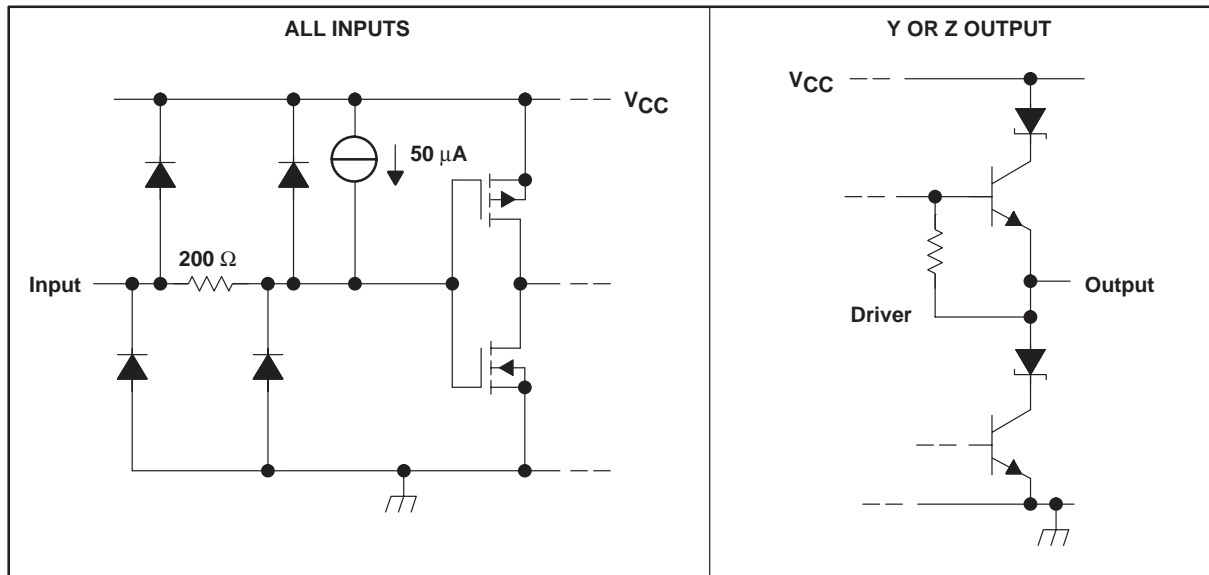 ALL INPUTS
VCC
50 μA
200 Ω
Input
Y OR Z OUTPUT
VCC
Output
Driver